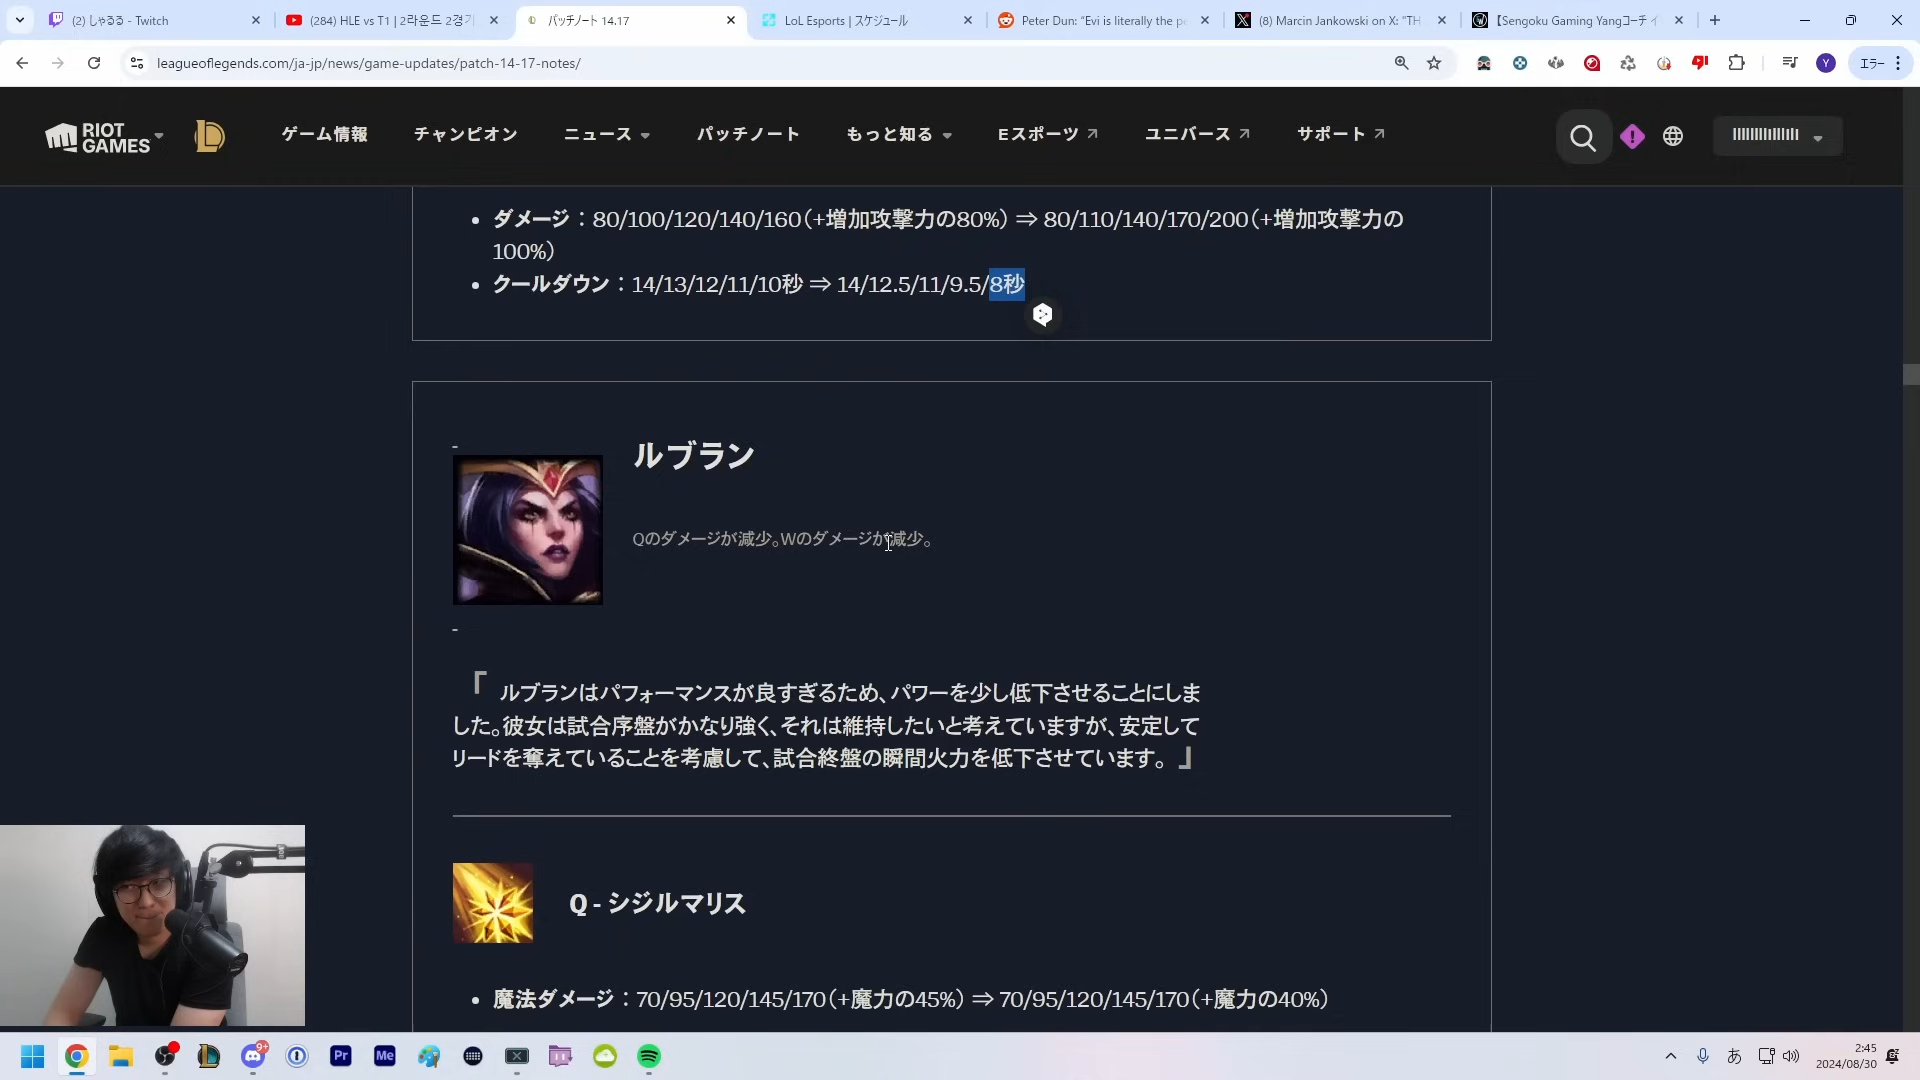 (2) しゃるる - Twitch
(284) HLE vs T1 | 2라운드 2경기
パッチノート 14.17
LoL Esports | スケジュール
Peter Dun: "Evi is literally the p
(8) Marcin Jankowski on X: "TH
【Sengoku Gaming Yangコーチ イ
leagueoflegends.com/ja-jp/news/game-updates/patch-14-17-notes/
エラー
RIOT GAMES
ゲーム情報
チャンピオン
ニュース
パッチノート
もっと知る
Eスポーツ
ユニバース
サポート
IIIIIIIIIIIIIII
• ダメージ：80/100/120/140/160（+増加攻撃力の80%） ⇒ 80/110/140/170/200（+増加攻撃力の
100%）
• クールダウン：14/13/12/11/10秒 ⇒ 14/12.5/11/9.5/8秒
-
ルブラン
Qのダメージが減少。Wのダメージが減少。
-
「 ルブランはパフォーマンスが良すぎるため、パワーを少し低下させることにしま
した。彼女は試合序盤がかなり強く、それは維持したいと考えていますが、安定して
リードを奪えていることを考慮して、試合終盤の瞬間火力を低下させています。 」
Q - シジルマリス
• 魔法ダメージ：70/95/120/145/170（+魔力の45%） ⇒ 70/95/120/145/170（+魔力の40%）
9+
Pr
Me
あ
2:45
2024/08/30